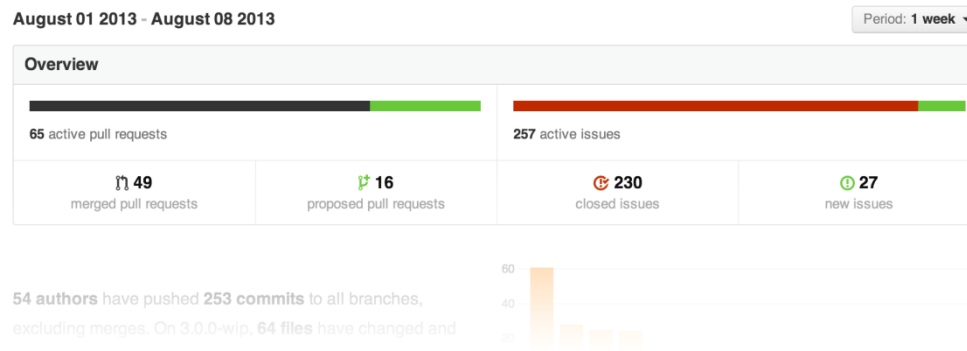 August 01 2013 - August 08 2013
Period: 1 week
Overview
65 active pull requests
257 active issues
49
merged pull requests
16
proposed pull requests
230
closed issues
27
new issues
54 authors have pushed 253 commits to all branches,
excluding merges. On 3.0.0-wip, 64 files have changed and
60
40
20